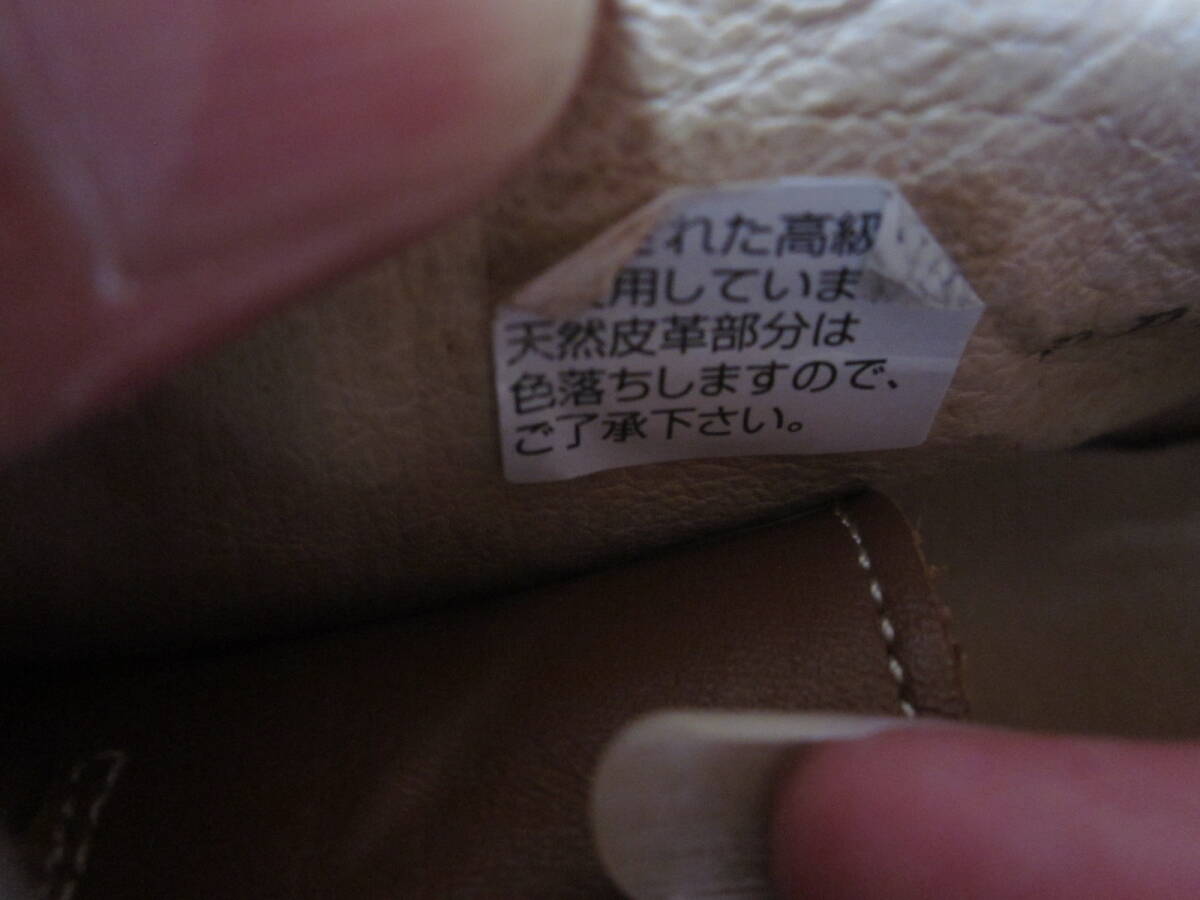 れた高級
用していま
天然皮革部分は
色落ちしますので、
ご了承下さい。